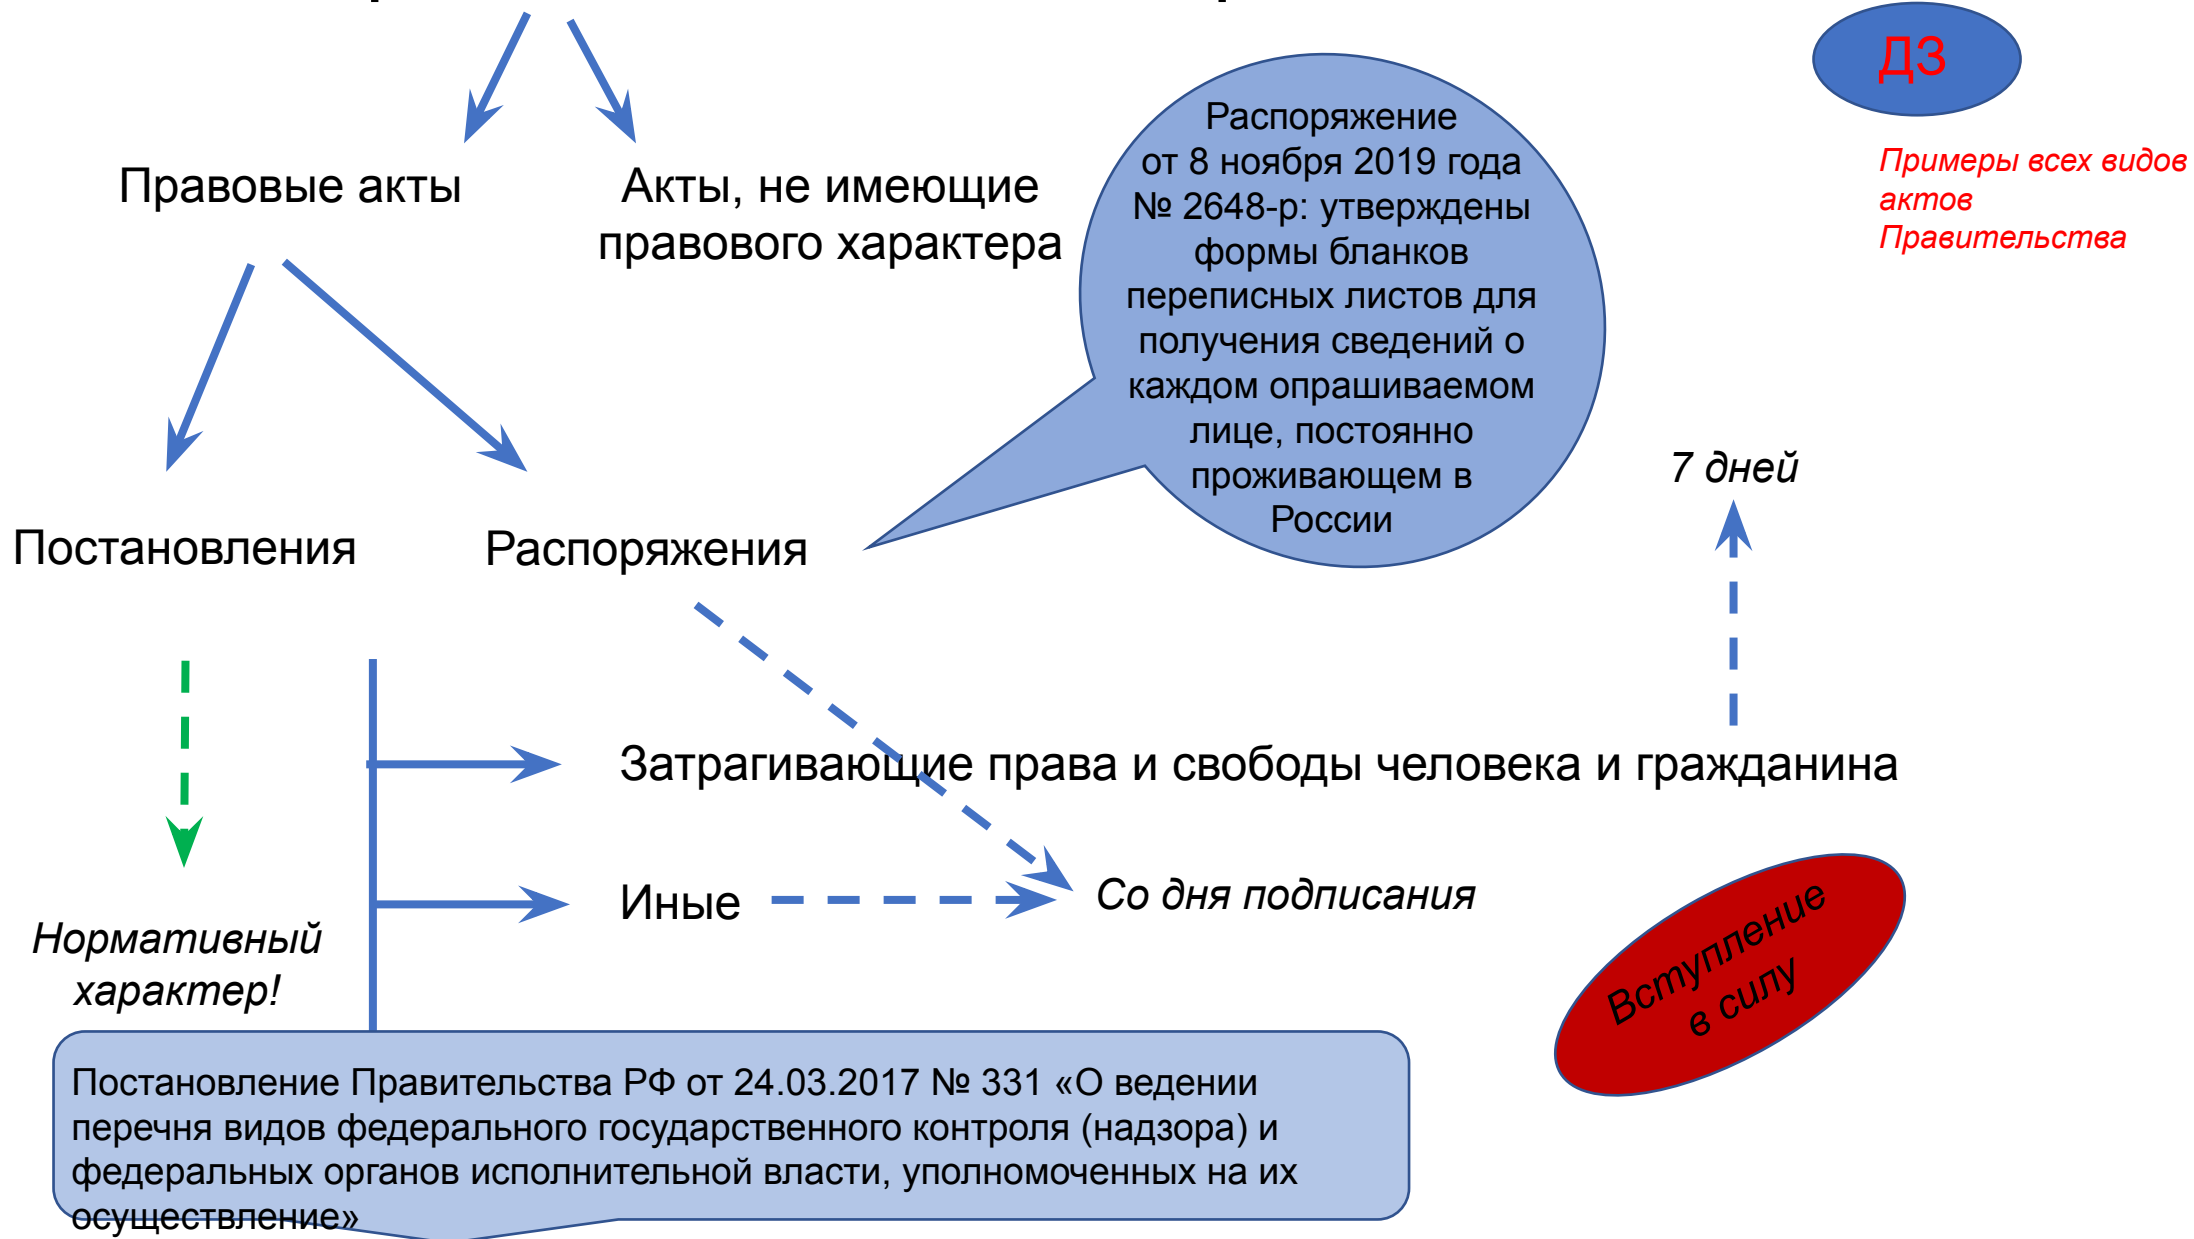 ДЗ
Примеры всех видов
актов
Правительства
Правовые акты
Акты, не имеющие
правового характера
Распоряжение
от 8 ноября 2019 года
№ 2648-р: утверждены
формы бланков
переписных листов для
получения сведений о
каждом опрашиваемом
лице, постоянно
проживающем в
России
7 дней
Постановления
Распоряжения
Затрагивающие права и свободы человека и гражданина
Иные
Со дня подписания
Нормативный
характер!
Вступление
в силу
Постановление Правительства РФ от 24.03.2017 № 331 «О ведении
перечня видов федерального государственного контроля (надзора) и
федеральных органов исполнительной власти, уполномоченных на их
осуществление»